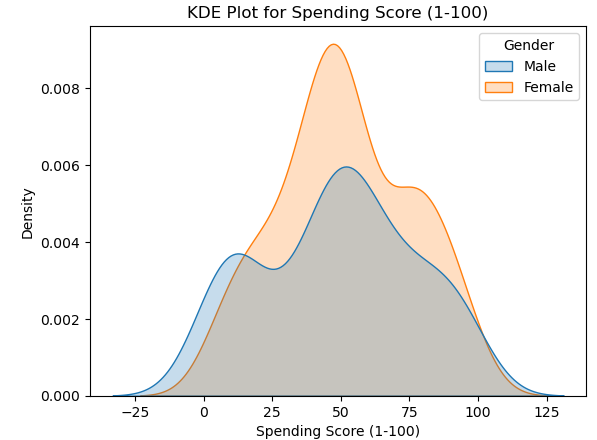 KDE Plot for Spending Score (1-100)
Gender
Male
Female
Density
0.008
0.006
0.004
0.002
0.000
−25 0 25 50 75 100 125
Spending Score (1-100)